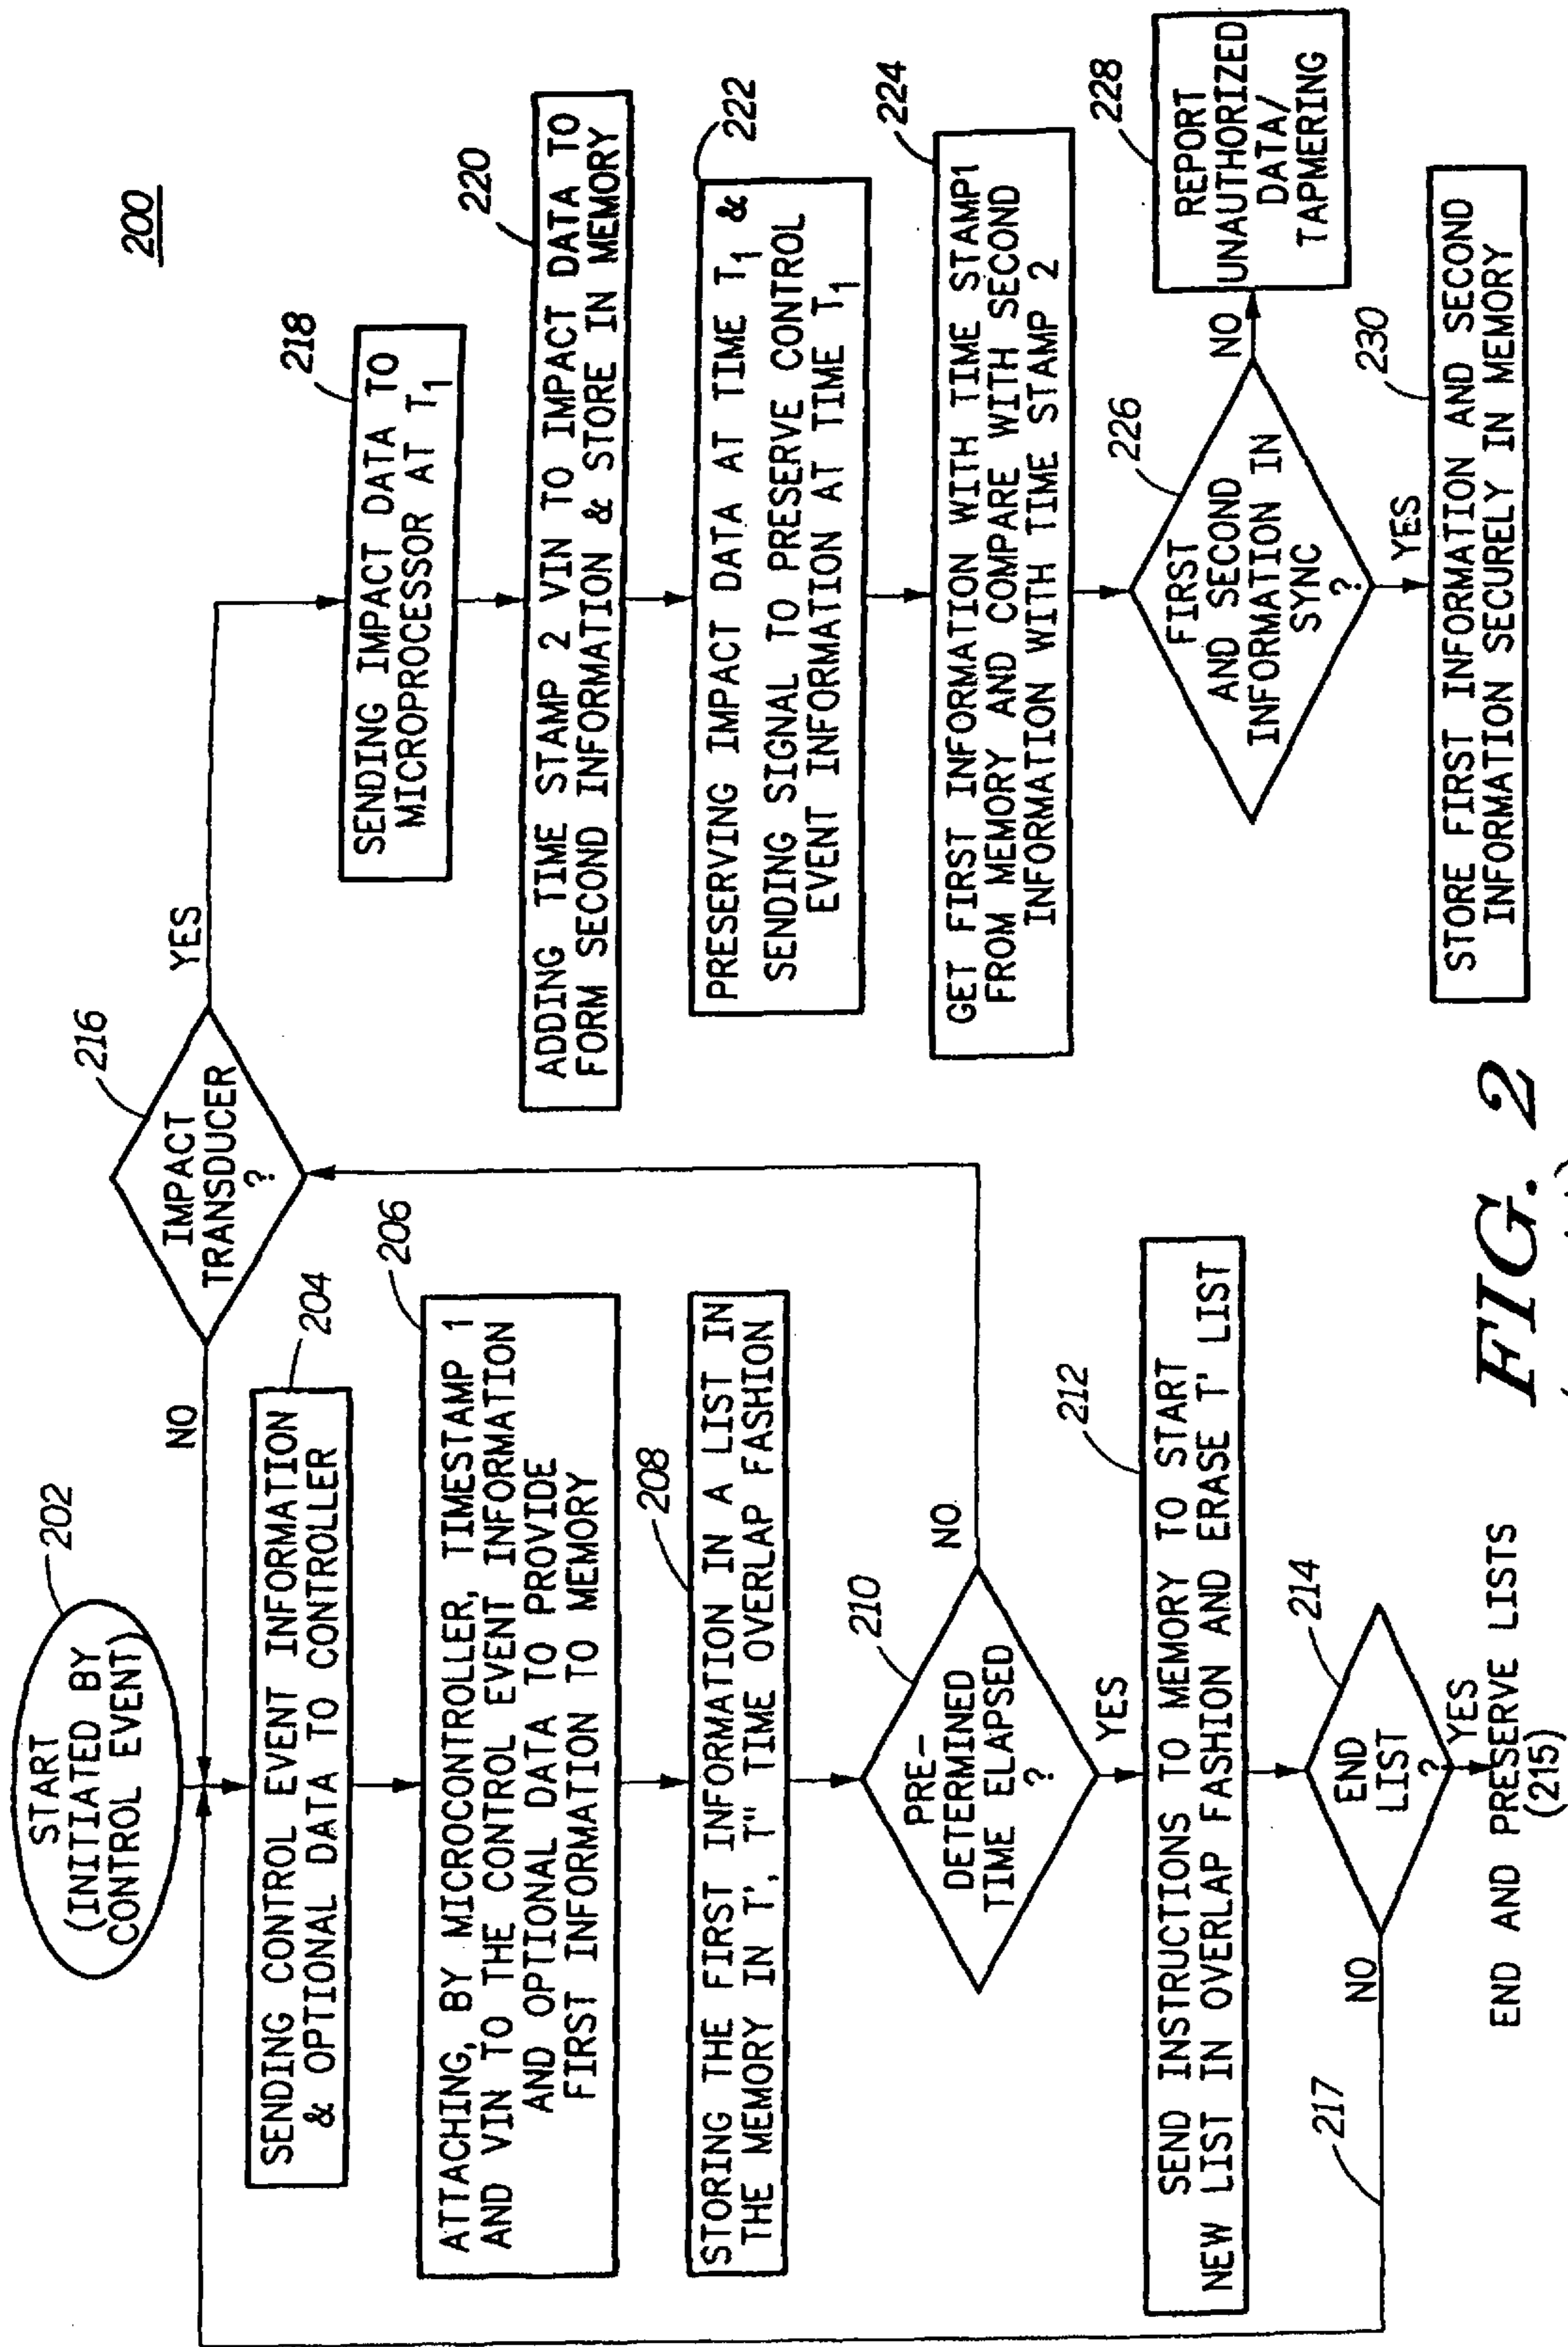 200
START
(INITIATED BY
CONTROL EVENT)
202
NO
SENDING CONTROL EVENT INFORMATION
& OPTIONAL DATA TO CONTROLLER
204
ATTACHING, BY MICROCONTROLLER, TIMESTAMP 1
AND VIN TO THE CONTROL EVENT INFORMATION
AND OPTIONAL DATA TO PROVIDE
FIRST INFORMATION TO MEMORY
206
STORING THE FIRST INFORMATION IN A LIST IN
THE MEMORY IN T', T" TIME OVERLAP FASHION
208
PRE-
DETERMINED
TIME ELAPSED
?
210
NO
YES
SEND INSTRUCTIONS TO MEMORY TO START
NEW LIST IN OVERLAP FASHION AND ERASE T' LIST
212
END
LIST
?
214
NO
217
YES
END AND PRESERVE LISTS
(215)
IMPACT
TRANSDUCER
?
216
YES
SENDING IMPACT DATA TO
MICROPROCESSOR AT T1
218
ADDING TIME STAMP 2 VIN TO IMPACT DATA TO
FORM SECOND INFORMATION & STORE IN MEMORY
220
PRESERVING IMPACT DATA AT TIME T1 &
SENDING SIGNAL TO PRESERVE CONTROL
EVENT INFORMATION AT TIME T1
222
GET FIRST INFORMATION WITH TIME STAMP1
FROM MEMORY AND COMPARE WITH SECOND
INFORMATION WITH TIME STAMP 2
224
FIRST
AND SECOND
INFORMATION IN
SYNC
?
226
NO
REPORT
UNAUTHORIZED
DATA/
TAPMERING
228
YES
STORE FIRST INFORMATION AND SECOND
INFORMATION SECURELY IN MEMORY
230
FIG. 2